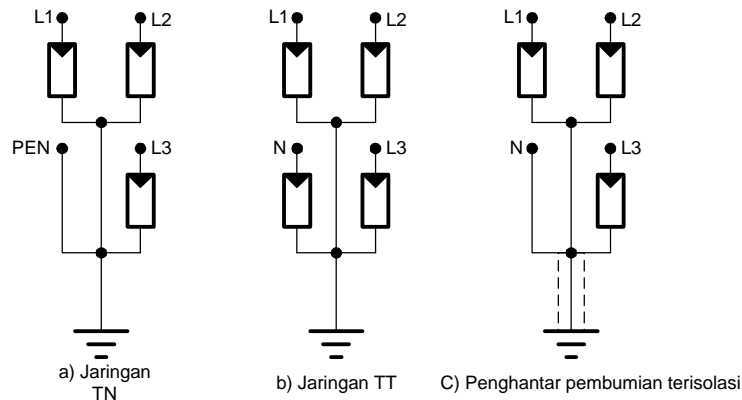 L1 L2
PEN L3
a) Jaringan
TN
L1 L2
N L3
b) Jaringan TT
L1 L2
N L3
C) Penghantar pembumian terisolasi